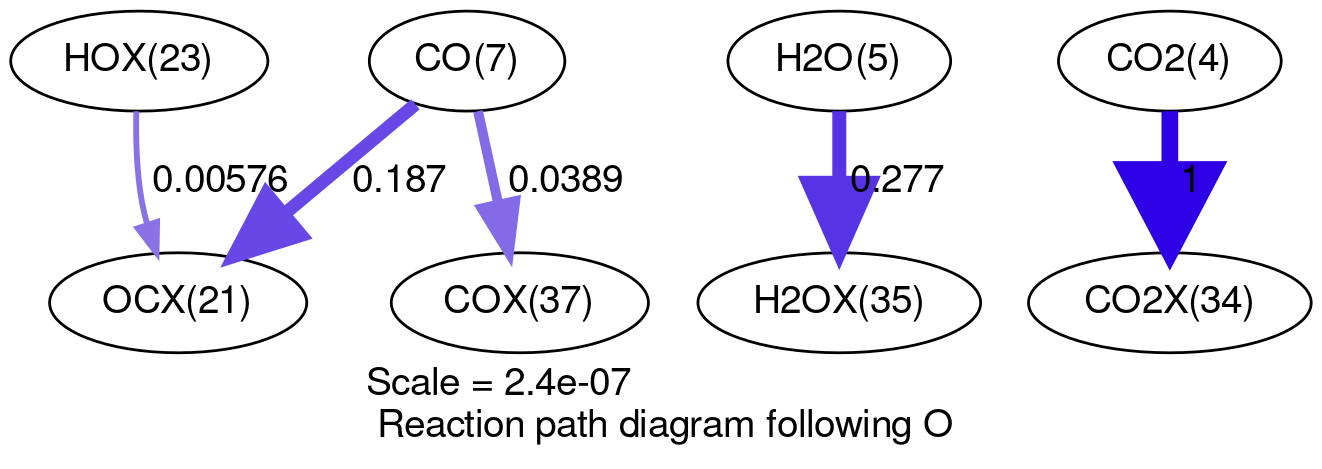 HOX(23) CO(7) H2O(5) CO2(4)
0.00576 0.187 0.0389 0.277 1
OCX(21) COX(37) H2OX(35) CO2X(34)
Scale = 2.4e-07
Reaction path diagram following O